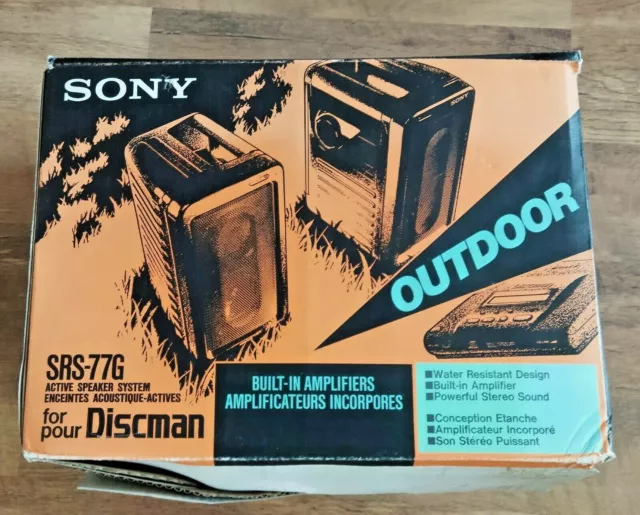 SONY
SONY
OUTDOOR
SRS-77G
ACTIVE SPEAKER SYSTEM
ENCEINTES ACOUSTIQUE-ACTIVES
for
pour Discman
BUILT-IN AMPLIFIERS
AMPLIFICATEURS INCORPORES
Water Resistant Design
Built-in Amplifier
Powerful Stereo Sound
Conception Etanche
Amplificateur Incorporé
Son Stéréo Puissant